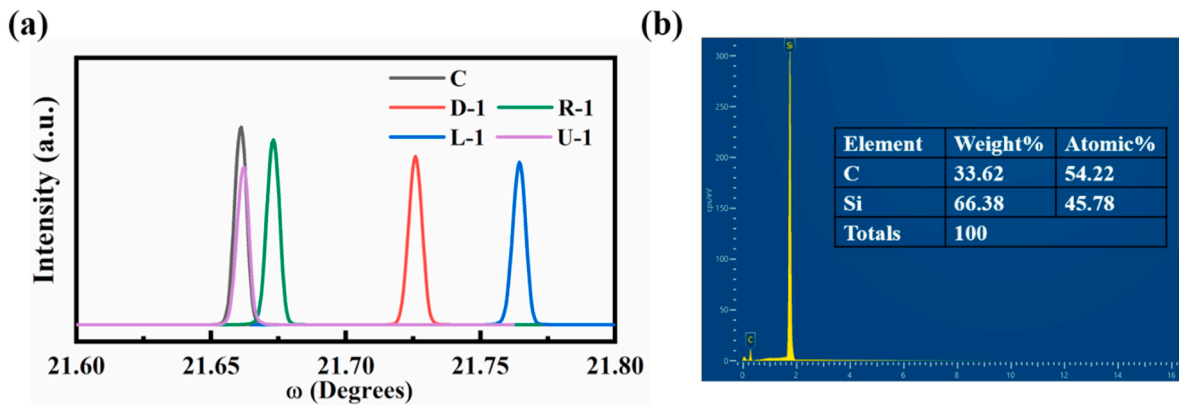 (a)
Intensity (a.u.)
C
D-1
R-1
L-1
U-1
21.60 21.65 21.70 21.75 21.80
ω (Degrees)
(b)
cps/eV
300
250
200
150
100
50
0
Si
C
Element Weight% Atomic%
C 33.62 54.22
Si 66.38 45.78
Totals 100
0 2 4 6 8 10 12 14 16